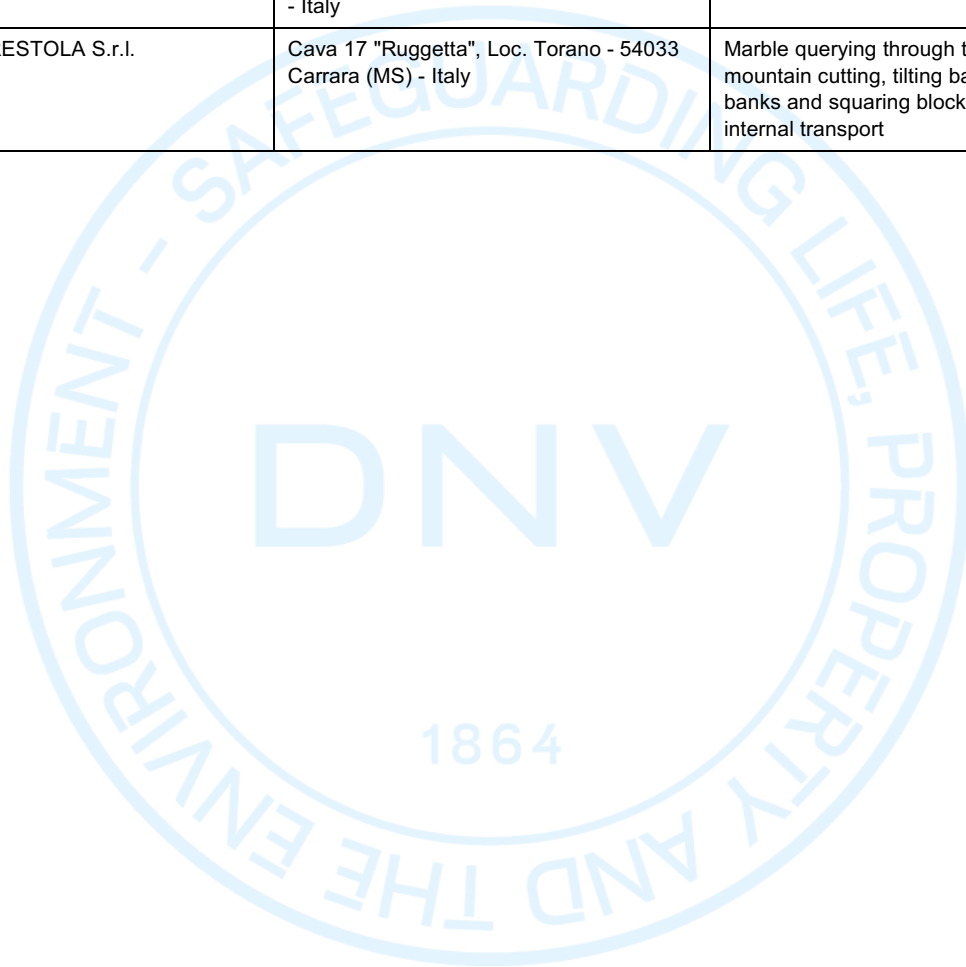 - Italy
ESTOLA S.r.l.
Cava 17 "Ruggetta", Loc. Torano - 54033
Carrara (MS) - Italy
Marble querying through
mountain cutting, tilting
banks and squaring block
internal transport
SAFEGUARDING LIFE, PROPERTY AND THE ENVIRONMENT -
DNV
1864